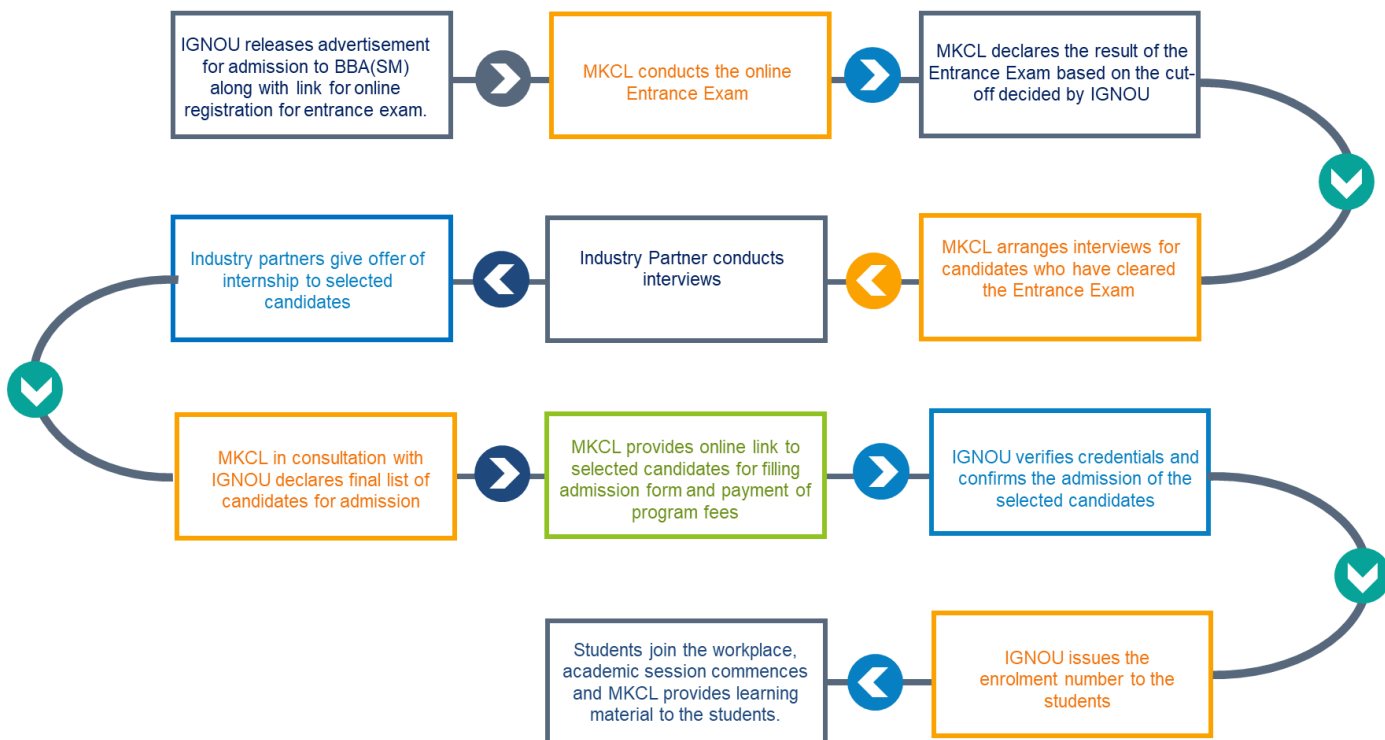 IGNOU releases advertisement
for admission to BBA(SM)
along with link for online
registration for entrance exam.
MKCL conducts the online
Entrance Exam
MKCL declares the result of the
Entrance Exam based on the cut-
off decided by IGNOU
MKCL arranges interviews for
candidates who have cleared
the Entrance Exam
Industry Partner conducts
interviews
Industry partners give offer of
internship to selected
candidates
MKCL in consultation with
IGNOU declares final list of
candidates for admission
MKCL provides online link to
selected candidates for filling
admission form and payment of
program fees
IGNOU verifies credentials and
confirms the admission of the
selected candidates
IGNOU issues the
enrolment number to the
students
Students join the workplace,
academic session commences
and MKCL provides learning
material to the students.